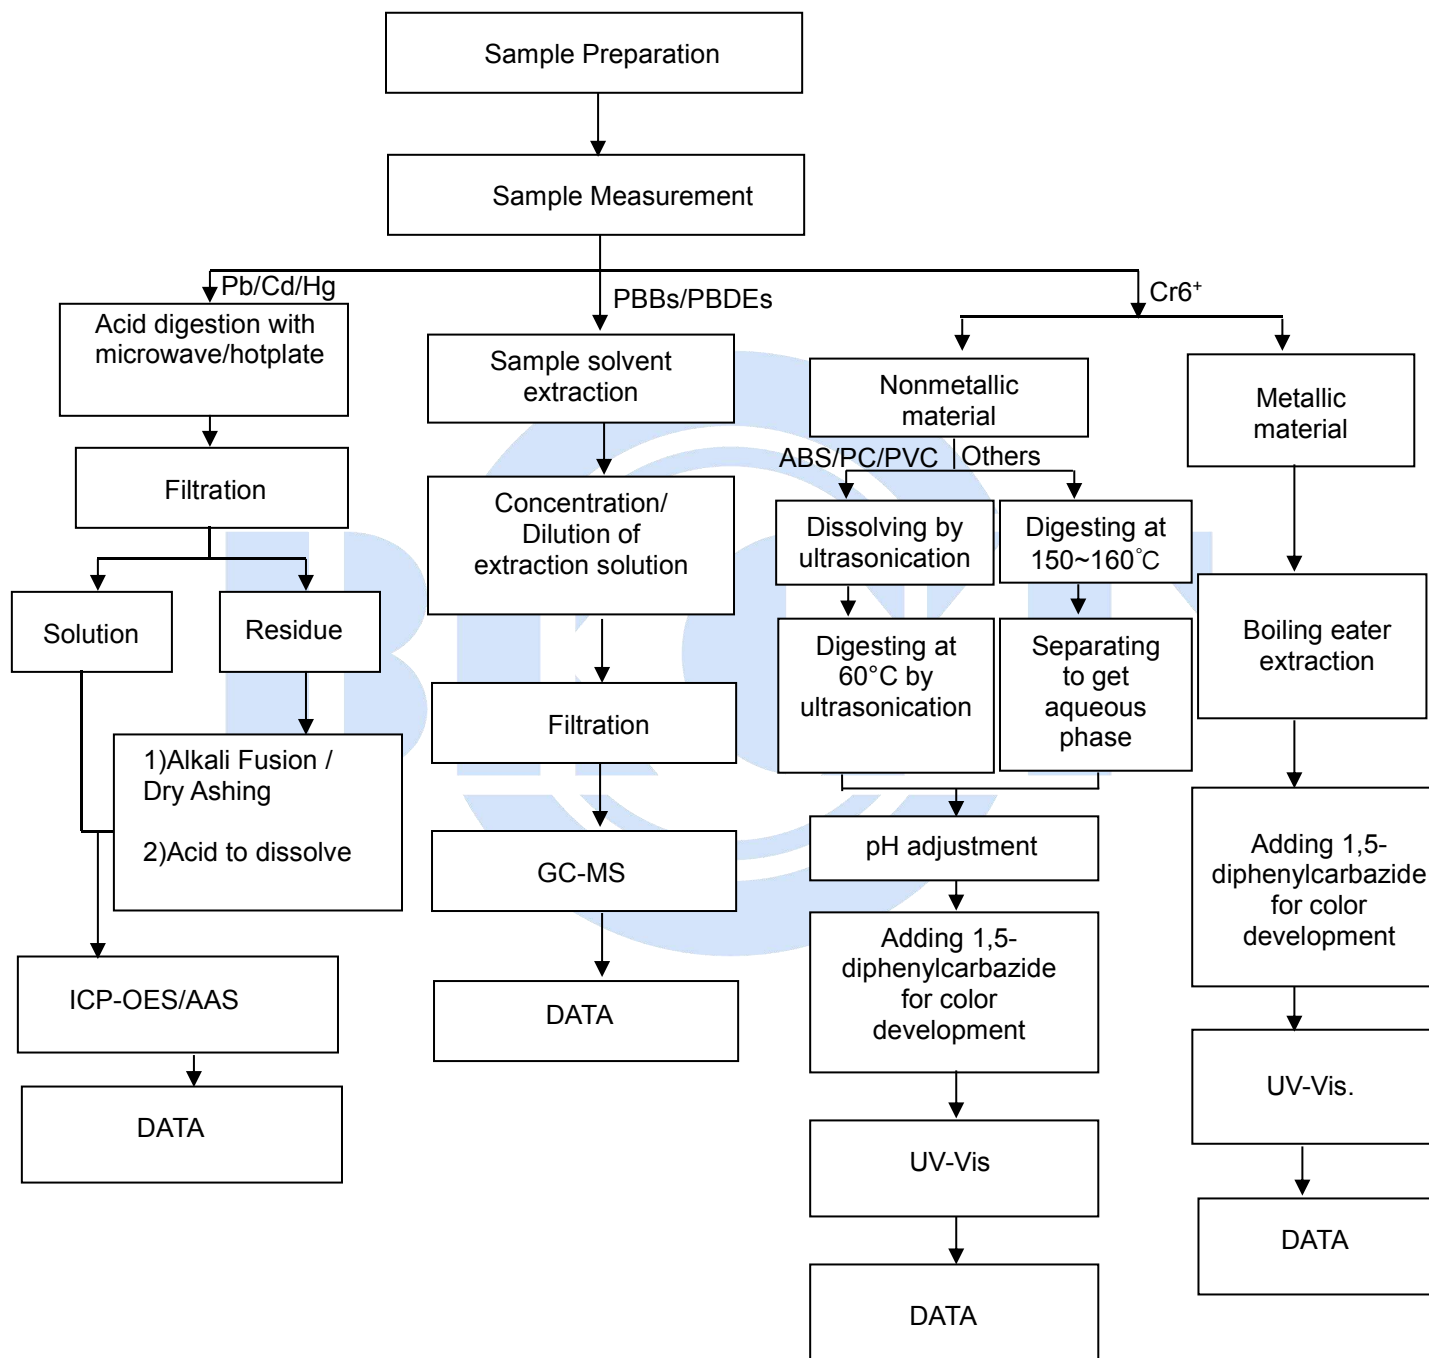 Sample Preparation
Sample Measurement
Pb/Cd/Hg
PBBs/PBDEs
Cr6⁺
Acid digestion with
microwave/hotplate
Filtration
Solution
Residue
1)Alkali Fusion /
Dry Ashing
2)Acid to dissolve
ICP-OES/AAS
DATA
Sample solvent
extraction
Concentration/
Dilution of
extraction solution
Filtration
GC-MS
DATA
Nonmetallic
material
ABS/PC/PVC
Others
Dissolving by
ultrasonication
Digesting at
60°C by
ultrasonication
Digesting at
150~160°C
Separating
to get
aqueous
phase
pH adjustment
Adding 1,5-
diphenylcarbazide
for color
development
UV-Vis
DATA
Metallic
material
Boiling eater
extraction
Adding 1,5-
diphenylcarbazide
for color
development
UV-Vis.
DATA